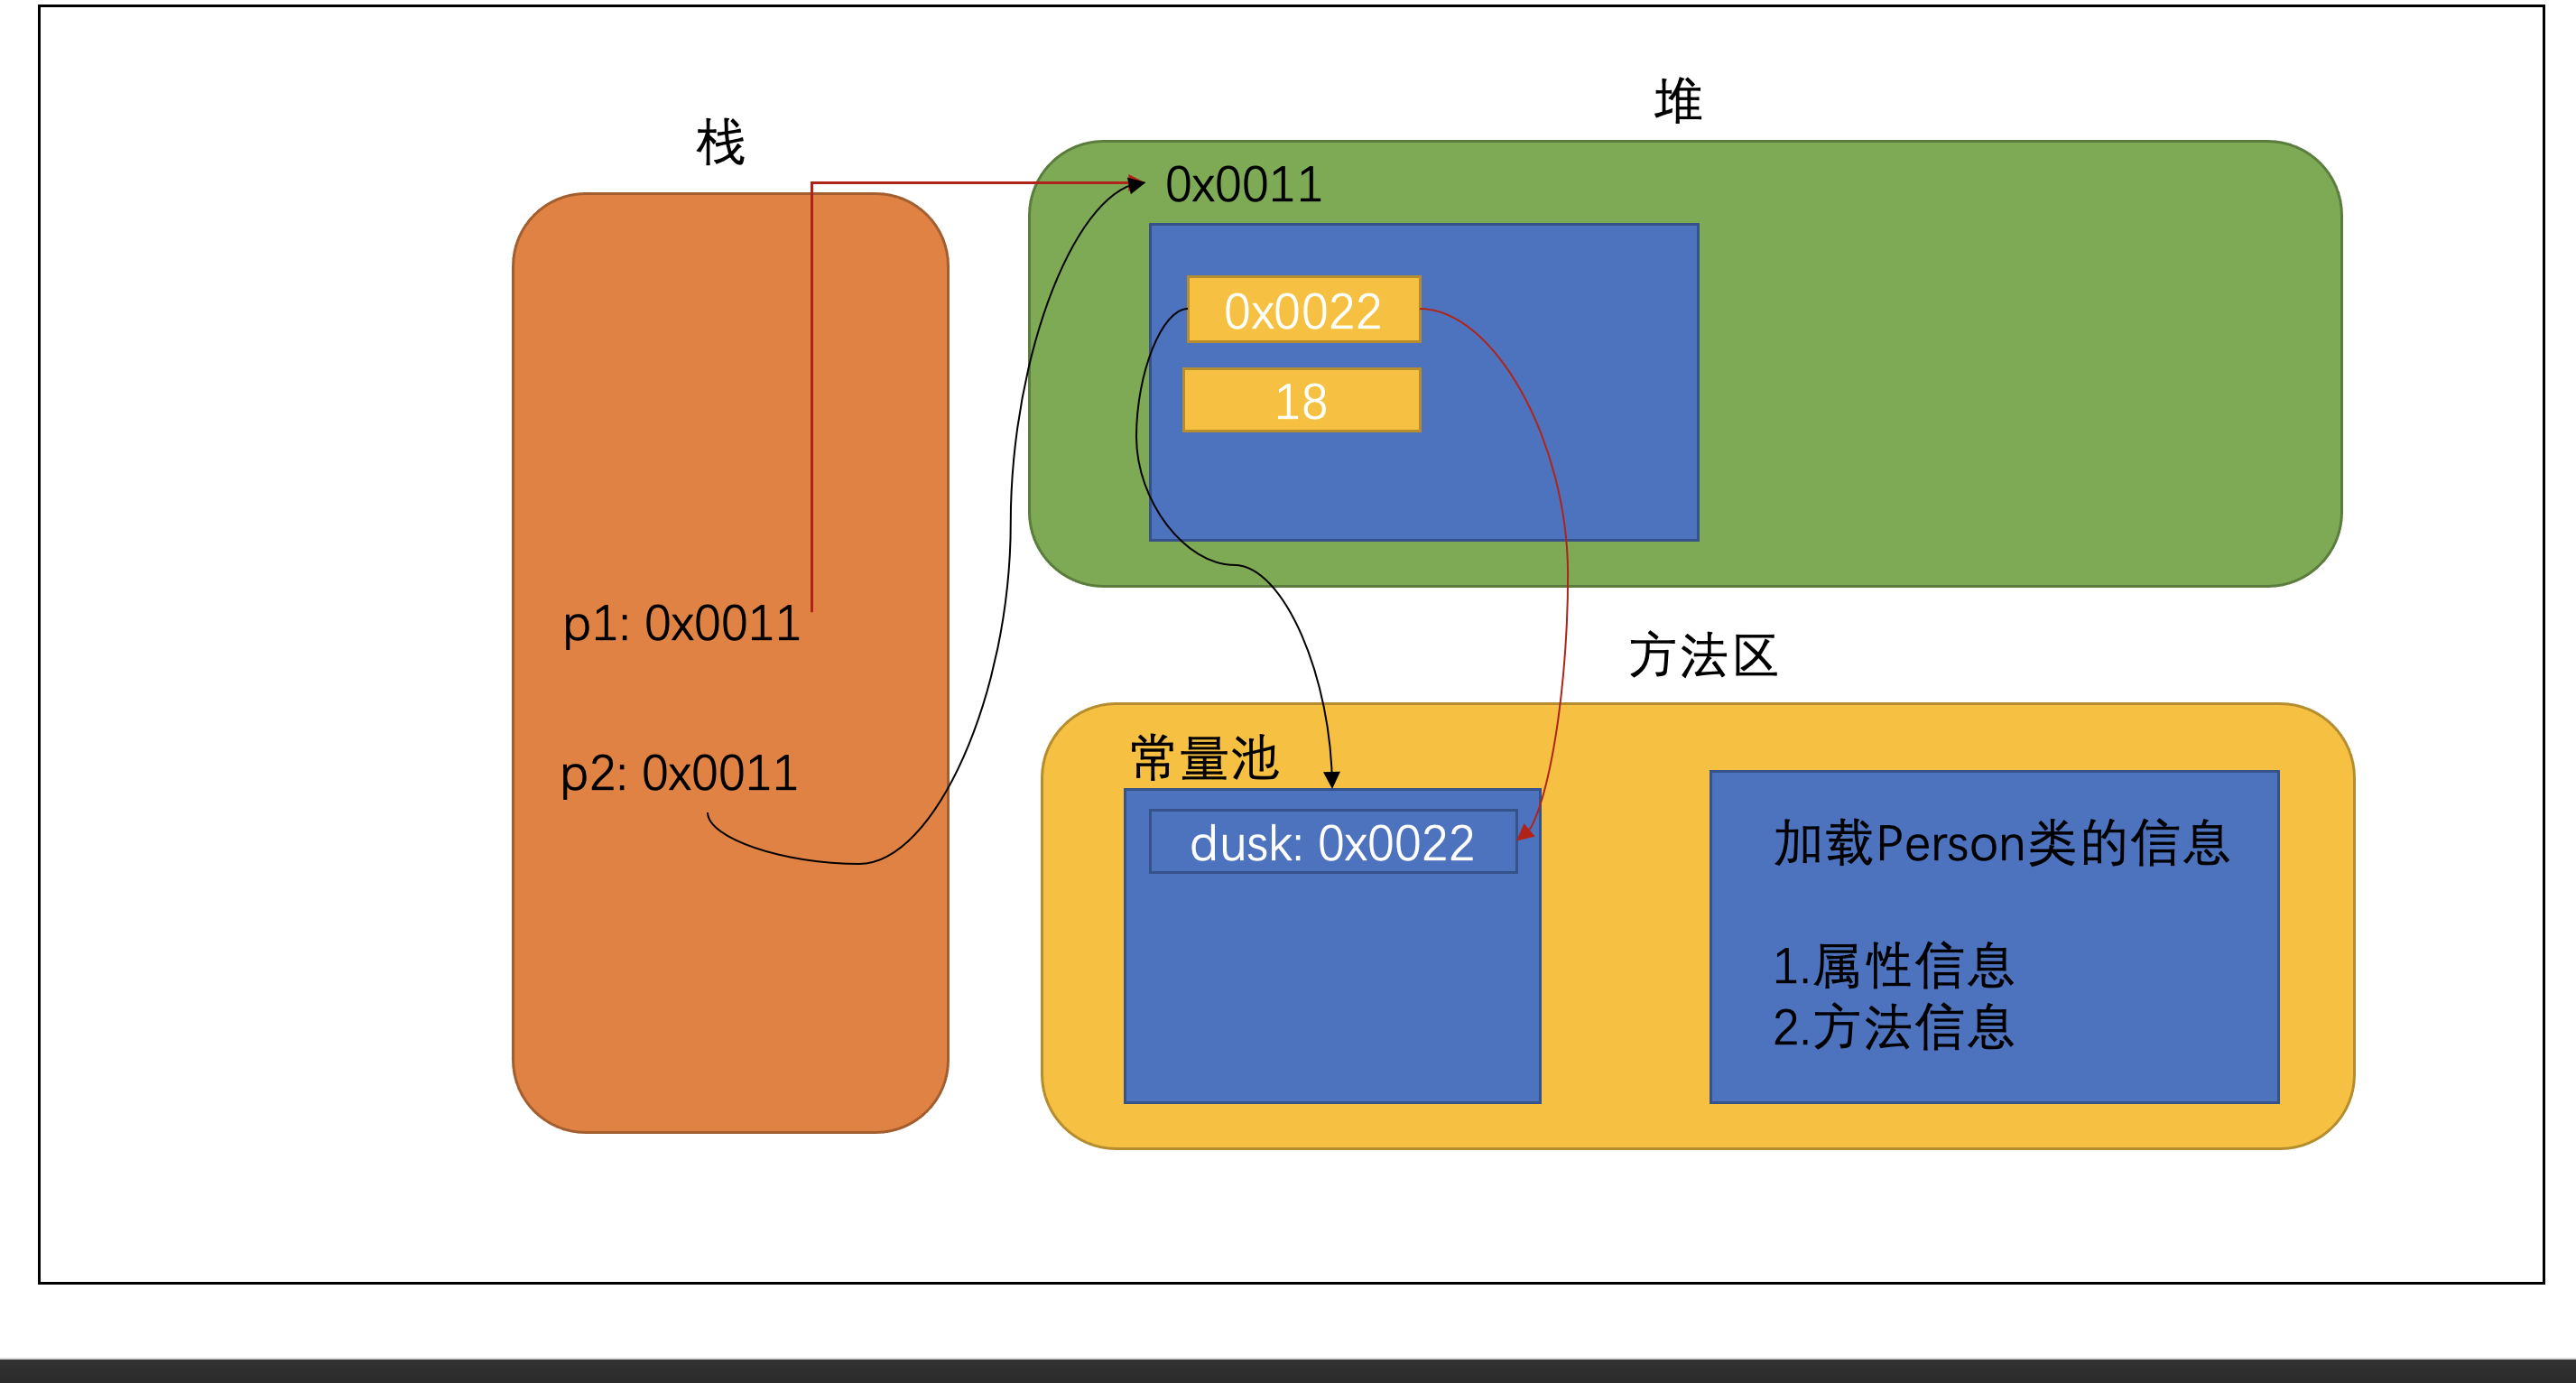 栈
堆
0x0011
0x0022
18
p1: 0x0011
p2: 0x0011
方法区
常量池
dusk: 0x0022
加载Person类的信息
1.属性信息
2.方法信息